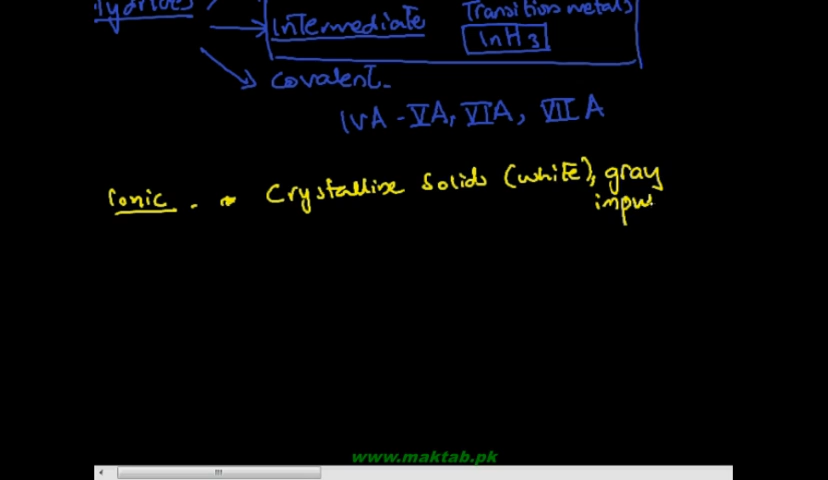 Hydrides
Intermediate Transition metals
InH3
Covalent
IVA - VA, VIA, VII A
Ionic . Crystalline Solids (white), gray
impu
www.maktab.pk